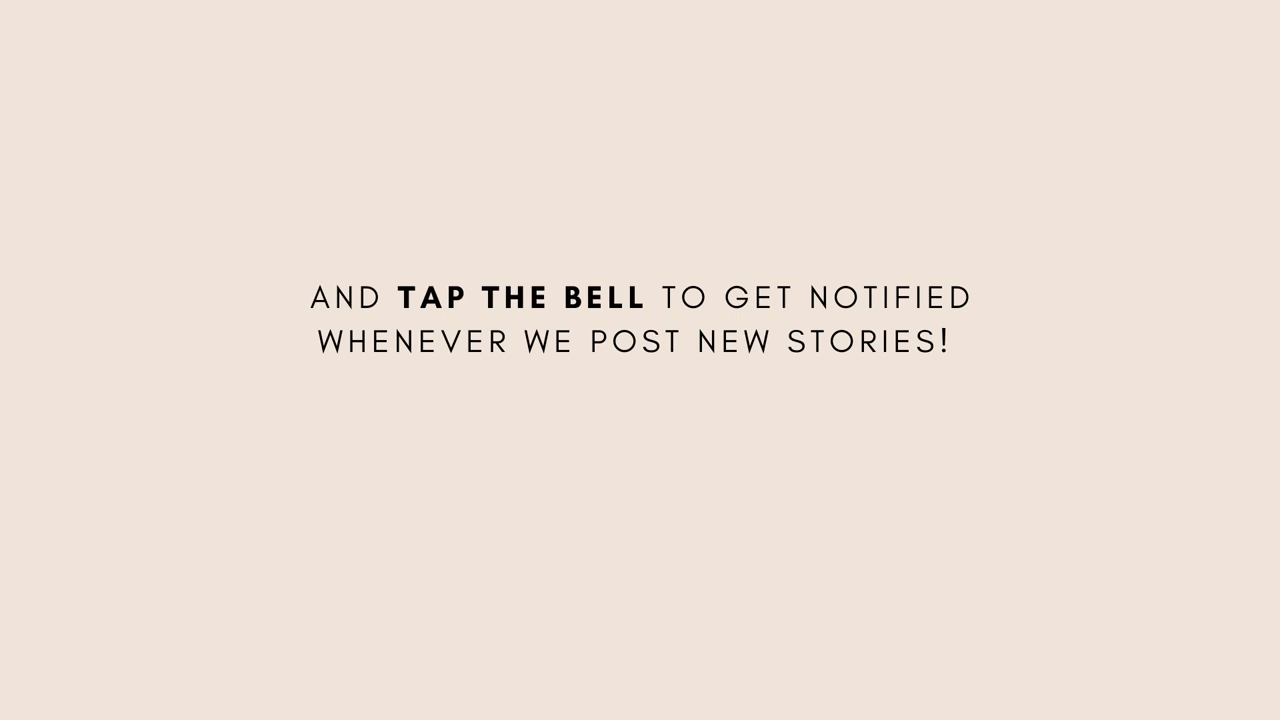 AND TAP THE BELL TO GET NOTIFIED
WHENEVER WE POST NEW STORIES!